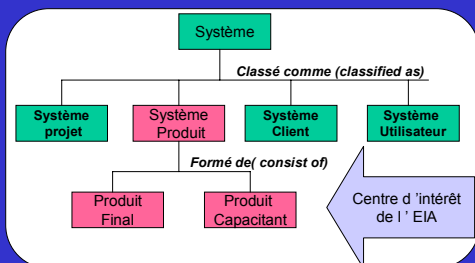 Système
Classé comme (classified as)
Système
projet
Système
Produit
Système
Client
Système
Utilisateur
Formé de( consist of)
Produit
Final
Produit
Capacitant
Centre d 'intérêt
de l ' EIA